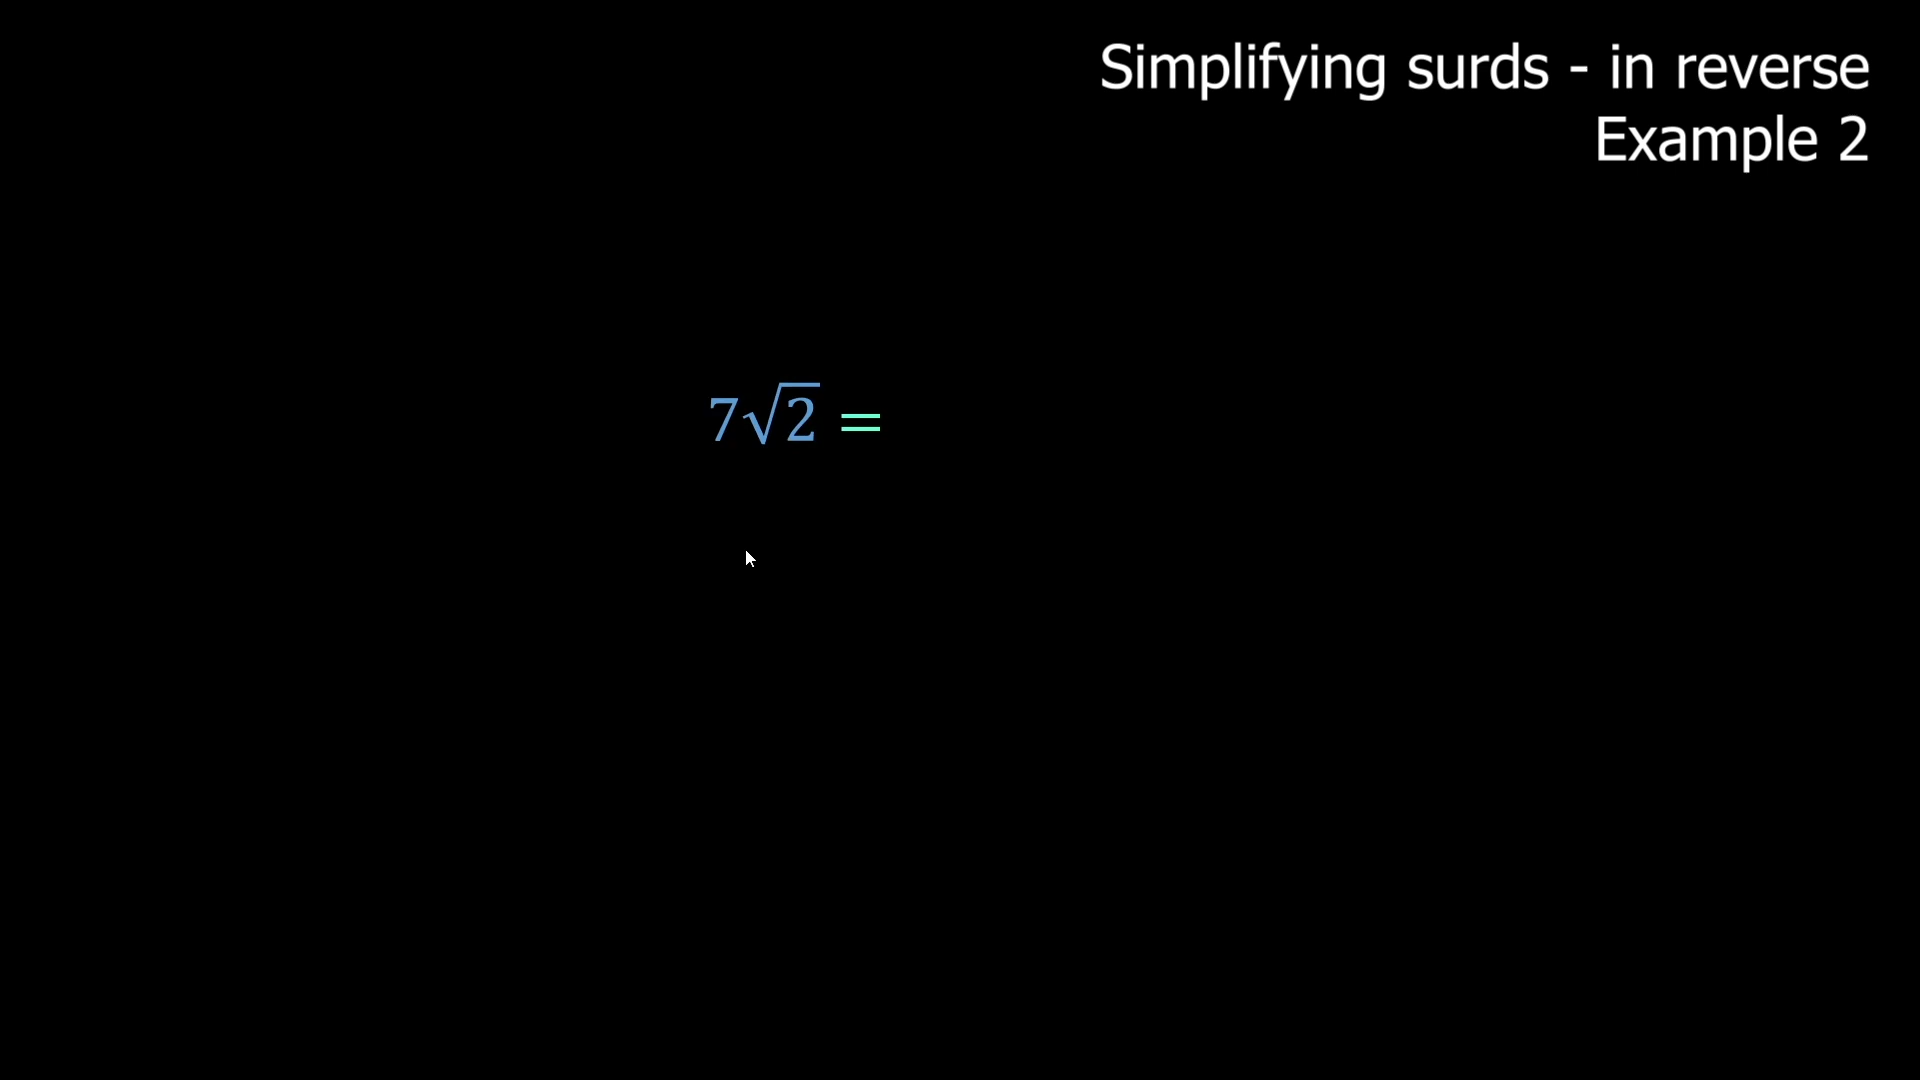 Simplifying surds - in reverse
Example 2
7√2 =